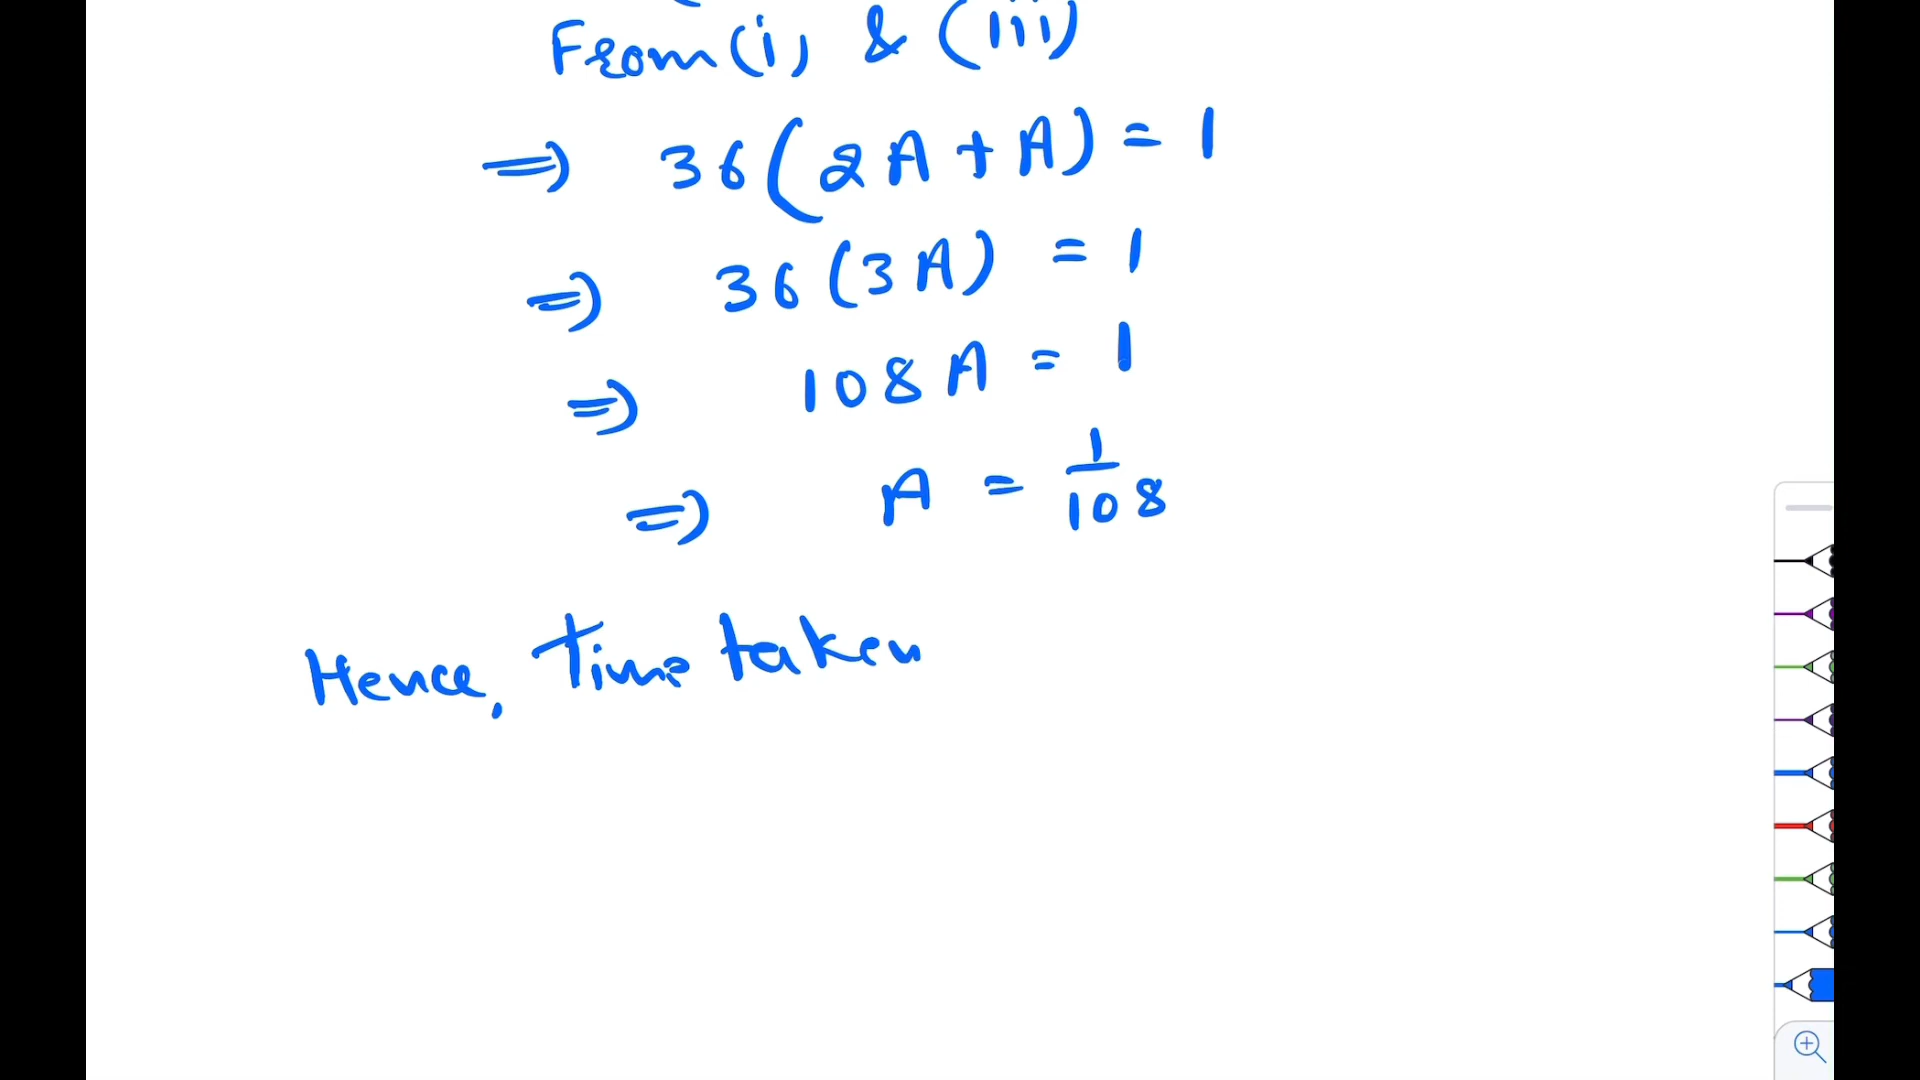 From (i) & (iii)
⇒ 36(2A + A) = 1
⇒ 36(3A) = 1
⇒ 108A = 1
⇒ A = 1/108
Hence, Time taken